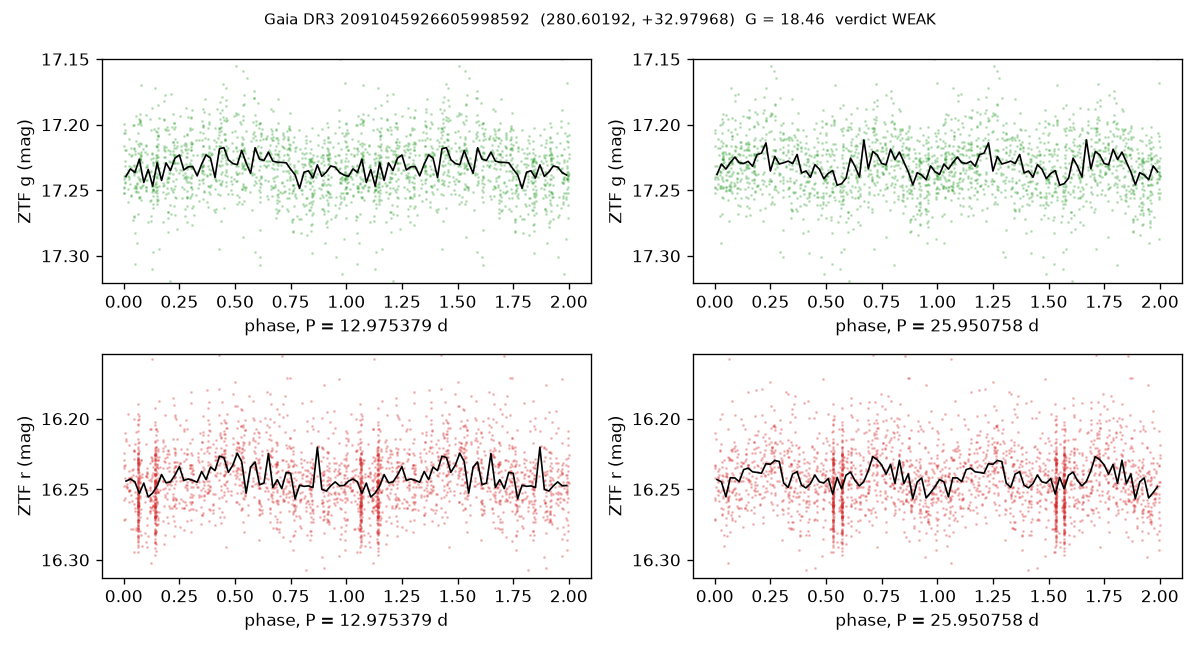 Gaia DR3 2091045926605998592 (280.60192, +32.97968) G = 18.46 verdict WEAK
ZTF g (mag)
17.15
17.20
17.25
17.30
0.00 0.25 0.50 0.75 1.00 1.25 1.50 1.75 2.00
phase, P = 12.975379 d
ZTF g (mag)
17.15
17.20
17.25
17.30
0.00 0.25 0.50 0.75 1.00 1.25 1.50 1.75 2.00
phase, P = 25.950758 d
ZTF r (mag)
16.20
16.25
16.30
0.00 0.25 0.50 0.75 1.00 1.25 1.50 1.75 2.00
phase, P = 12.975379 d
ZTF r (mag)
16.20
16.25
16.30
0.00 0.25 0.50 0.75 1.00 1.25 1.50 1.75 2.00
phase, P = 25.950758 d